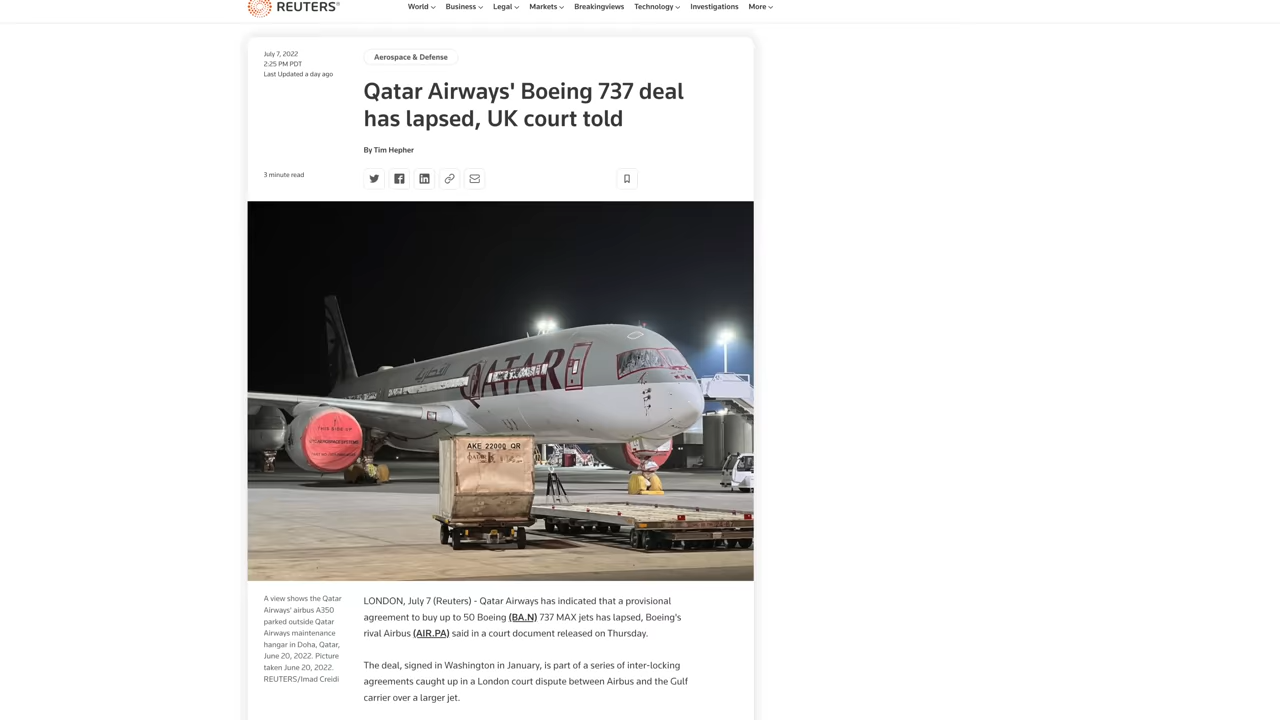 REUTERS®
World Business Legal Markets Breakingviews Technology Investigations More
July 7, 2022
2:25 PM PDT
Last Updated a day ago
Aerospace & Defense
Qatar Airways' Boeing 737 deal
has lapsed, UK court told
By Tim Hepher
3 minute read
QATAR
AKE 22000 QR
A view shows the Qatar
Airways' airbus A350
parked outside Qatar
Airways maintenance
hangar in Doha, Qatar,
June 20, 2022. Picture
taken June 20, 2022.
REUTERS/Imad Creidi
LONDON, July 7 (Reuters) - Qatar Airways has indicated that a provisional
agreement to buy up to 50 Boeing (BA.N) 737 MAX jets has lapsed, Boeing's
rival Airbus (AIR.PA) said in a court document released on Thursday.
The deal, signed in Washington in January, is part of a series of inter-locking
agreements caught up in a London court dispute between Airbus and the Gulf
carrier over a larger jet.